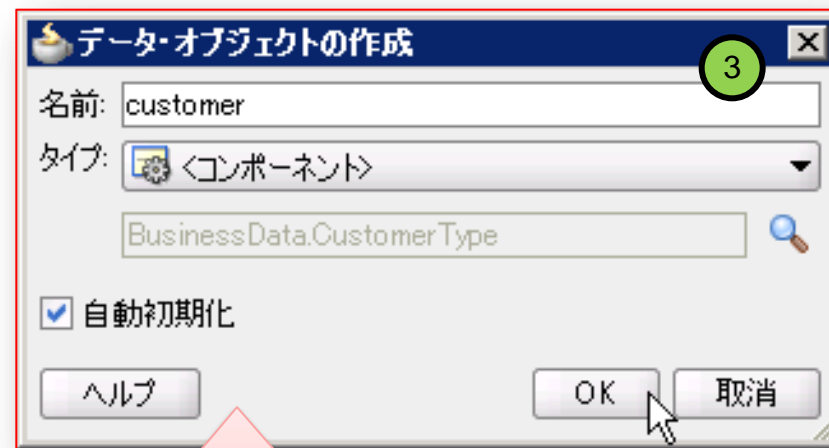 データ・オブジェクトの作成
3
名前: customer
タイプ: <コンポーネント>
BusinessData.CustomerType
自動初期化
ヘルプ OK 取消